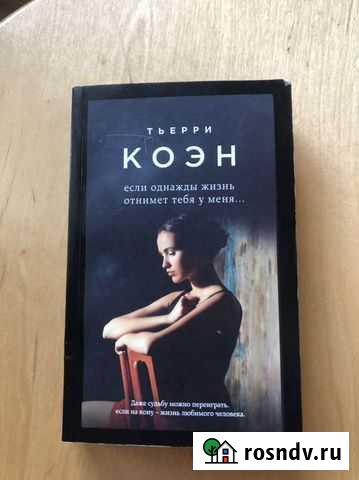 ТЬЕРРИ
КОЭН
если однажды жизнь
отнимет тебя у меня...
Даже судьбу можно переиграть,
если на кону – жизнь любимого человека.
rosndv.ru